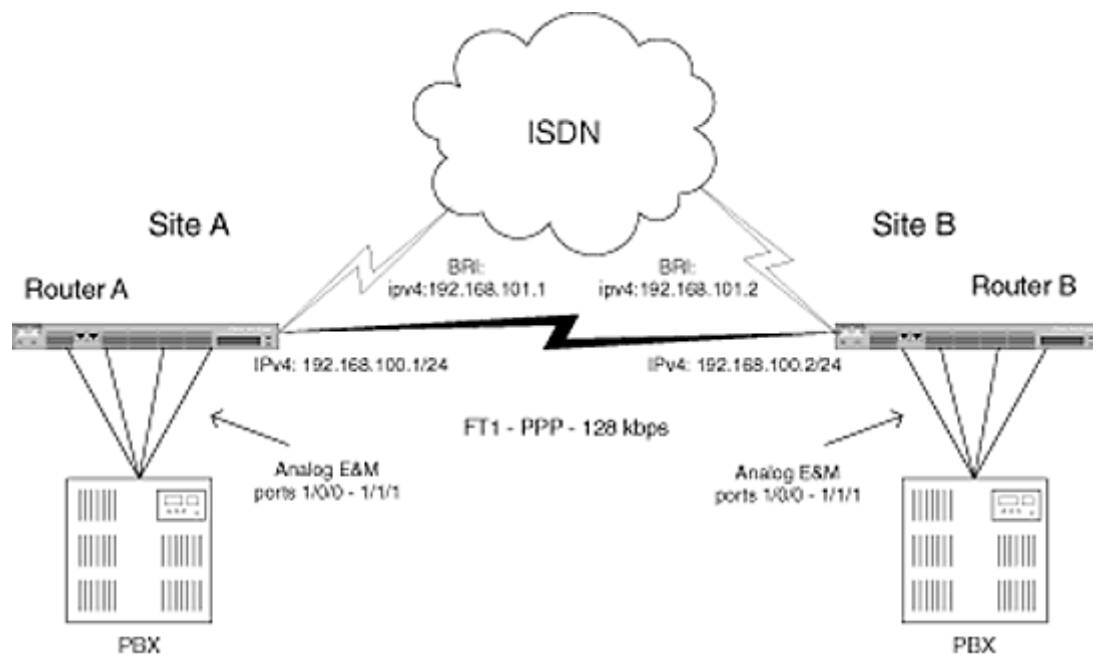 ISDN
Site A
Site B
BRI:
ipv4:192.168.101.1
BRI:
ipv4:192.168.101.2
Router A
Router B
IPv4: 192.168.100.1/24
IPv4: 192.168.100.2/24
FT1 - PPP - 128 kbps
Analog E&M
ports 1/0/0 - 1/1/1
Analog E&M
ports 1/0/0 - 1/1/1
PBX
PBX